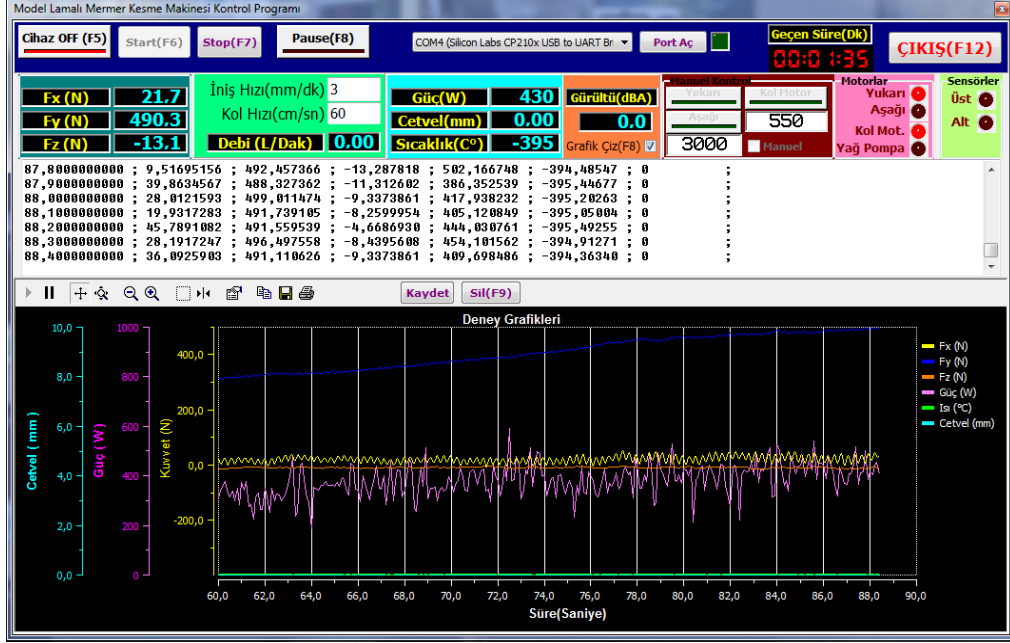 Model Lamalı Mermer Kesme Makinesi Kontrol Programı
Cihaz OFF (F5) Start(F6) Stop(F7) Pause(F8) COM4 (Silicon Labs CP210x USB to UART Br Port Aç Geçen Süre(Dk) 00:01:35 ÇIKIŞ(F12)
Fx (N) 21.7
Fy (N) 490.3
Fz (N) -13.1
İniş Hızı(mm/dk) 3
Kol Hızı(cm/sn) 60
Debi (L/Dak) 0.00
Güç(W) 430
Cetvel(mm) 0.00
Sıcaklık(C°) -395
Gürültü(dBA)
0.0
Grafik Çiz(F8)
Manuel Kontrol
Yukarı Kol Motor
Aşağı 550
3000 Manuel
Motorlar
Yukarı
Aşağı
Kol Mot.
Yağ Pompa
Sensörler
Üst
Alt
87,8000000000 ; 9,51695156 ; 492,457366 ; -13,287818 ; 502,166748 ; -394,48547 ; 0 ;
87,9000000000 ; 39,8634567 ; 488,327362 ; -11,312602 ; 386,352539 ; -395,44677 ; 0 ;
88,0000000000 ; 28,0121593 ; 499,011474 ; -9,3373861 ; 417,938232 ; -395,20263 ; 0 ;
88,1000000000 ; 19,9317283 ; 491,739105 ; -8,2599954 ; 405,120849 ; -395,05004 ; 0 ;
88,2000000000 ; 45,7891082 ; 491,559539 ; -4,6686930 ; 444,030761 ; -395,49255 ; 0 ;
88,3000000000 ; 28,1917247 ; 496,497558 ; -8,4395608 ; 454,101562 ; -394,91271 ; 0 ;
88,4000000000 ; 36,0925903 ; 491,110626 ; -9,3373861 ; 409,698486 ; -394,36340 ; 0 ;
Kaydet Sil(F9)
Deney Grafikleri
Cetvel ( mm )
10,0
8,0
6,0
4,0
2,0
0,0
Güç ( W )
1000
800
600
400
200
0
Kuvvet (N)
400,0
200,0
0,0
-200,0
Fx (N)
Fy (N)
Fz (N)
Güç (W)
Isı (ºC)
Cetvel (mm)
60,0 62,0 64,0 66,0 68,0 70,0 72,0 74,0 76,0 78,0 80,0 82,0 84,0 86,0 88,0 90,0
Süre(Saniye)